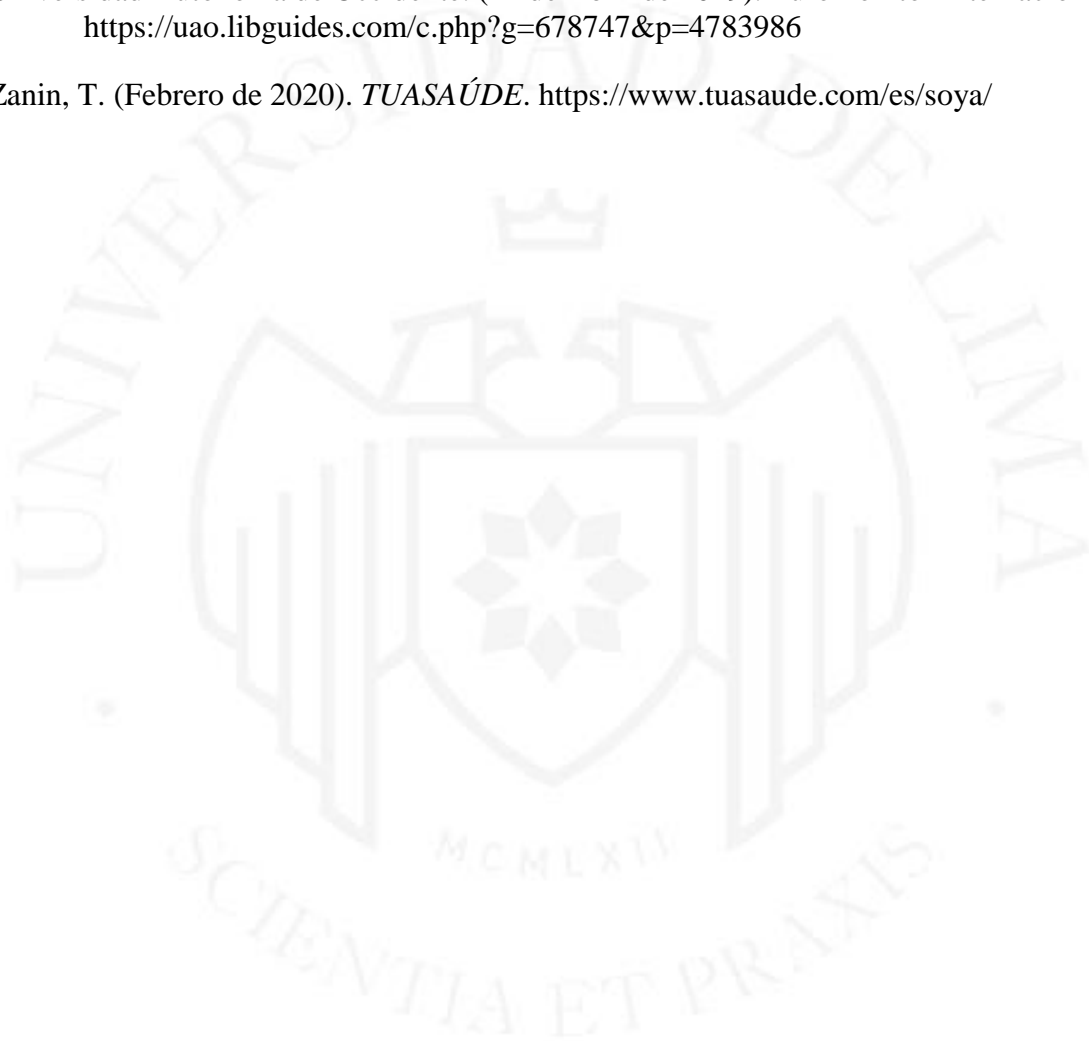 https://uao.libguides.com/c.php?g=678747&p=4783986
Zanin, T. (Febrero de 2020). TUASAÚDE. https://www.tuasaude.com/es/soya/
UNIVERSIDAD DE LIMA
MCMLXII
SCIENTIA ET PRAXIS